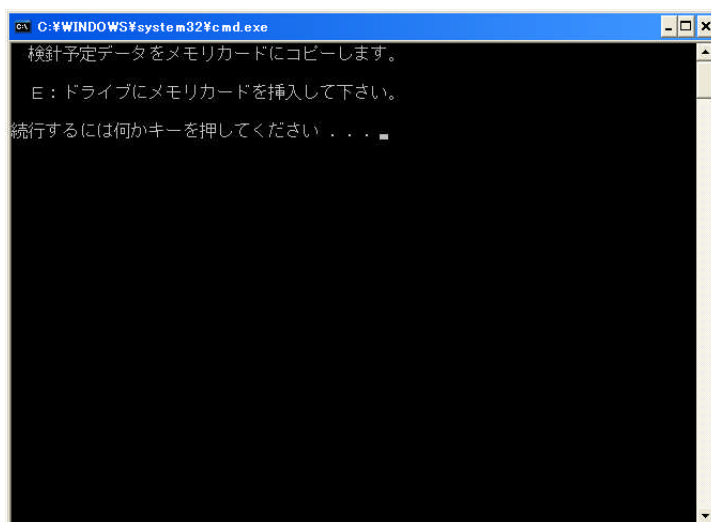 C:¥WINDOWS¥system32¥cmd.exe
検針予定データをメモリカードにコピーします。
E:ドライブにメモリカードを挿入して下さい。
続行するには何かキーを押してください . . .